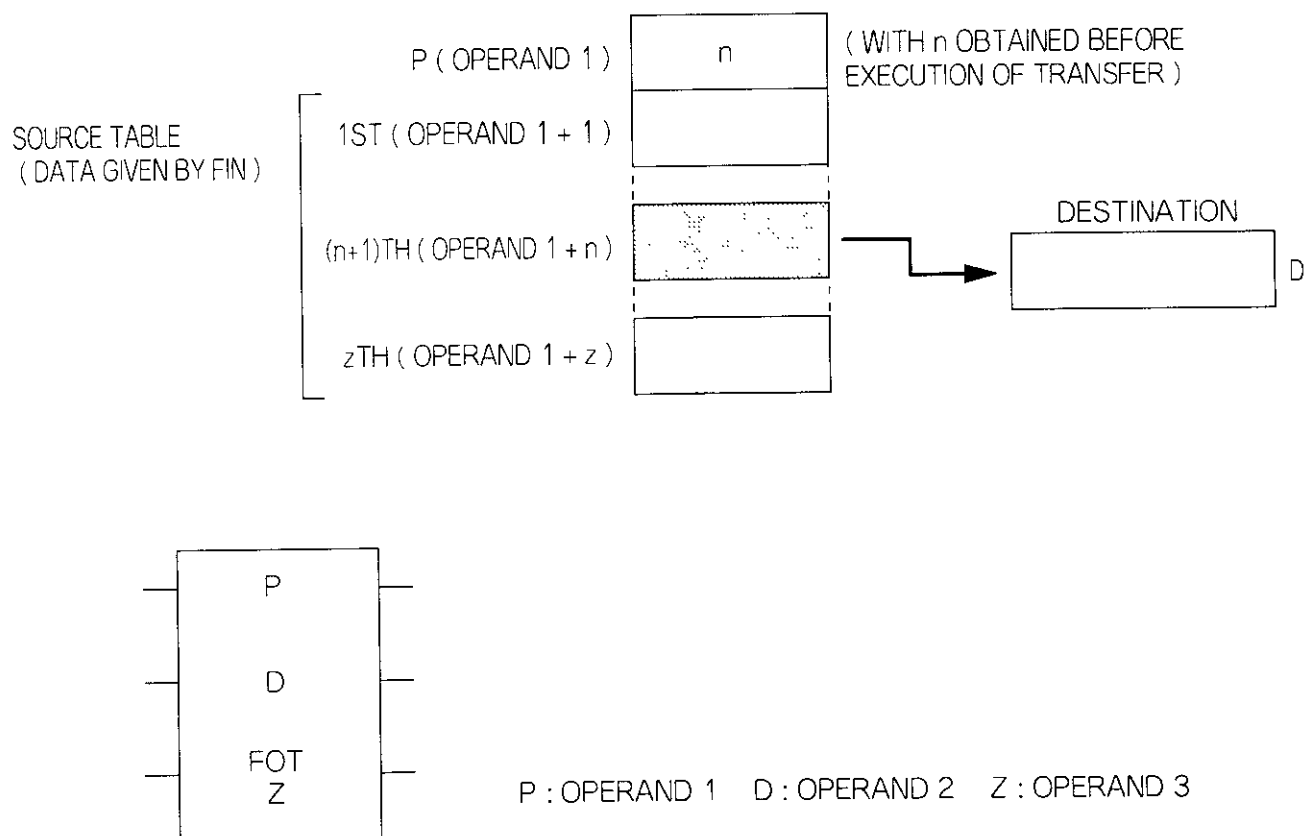 P ( OPERAND 1 )
n
( WITH n OBTAINED BEFORE
EXECUTION OF TRANSFER )
SOURCE TABLE
( DATA GIVEN BY FIN )
1ST ( OPERAND 1 + 1 )
(n+1)TH ( OPERAND 1 + n )
zTH ( OPERAND 1 + z )
DESTINATION
D
P
D
FOT
Z
P : OPERAND 1 D : OPERAND 2 Z : OPERAND 3